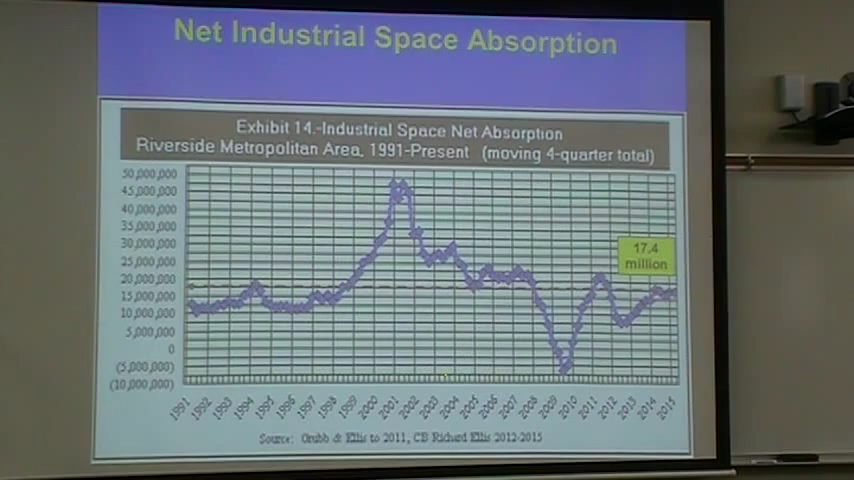 Net Industrial Space Absorption
Exhibit 14.-Industrial Space Net Absorption
Riverside Metropolitan Area, 1991-Present (moving 4-quarter total)
50,000,000
45,000,000
40,000,000
35,000,000
30,000,000
25,000,000
20,000,000
15,000,000
10,000,000
5,000,000
0
(5,000,000)
(10,000,000)
17.4
million
1991 1992 1993 1994 1995 1996 1997 1998 1999 2000 2001 2002 2003 2004 2005 2006 2007 2008 2009 2010 2011 2012 2013 2014 2015
Source: Grubb & Ellis to 2011, CB Richard Ellis 2012-2015